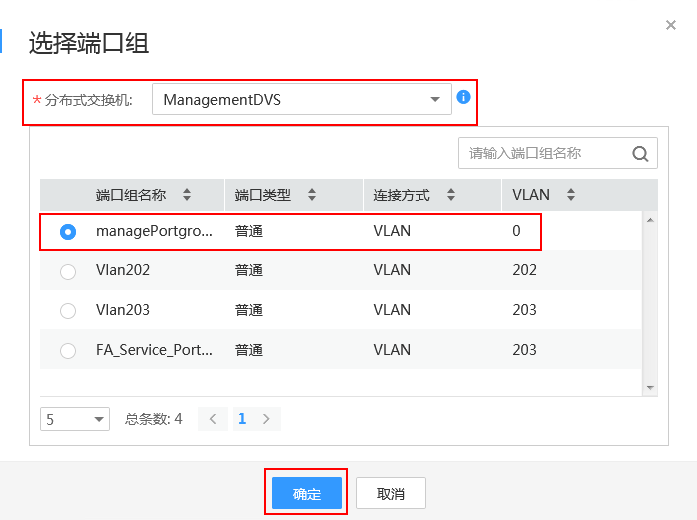 选择端口组
* 分布式交换机: ManagementDVS
请输入端口组名称
端口组名称 端口类型 连接方式 VLAN
managePortgro... 普通 VLAN 0
Vlan202 普通 VLAN 202
Vlan203 普通 VLAN 203
FA_Service_Port... 普通 VLAN 203
5 总条数: 4 < 1 >
确定 取消